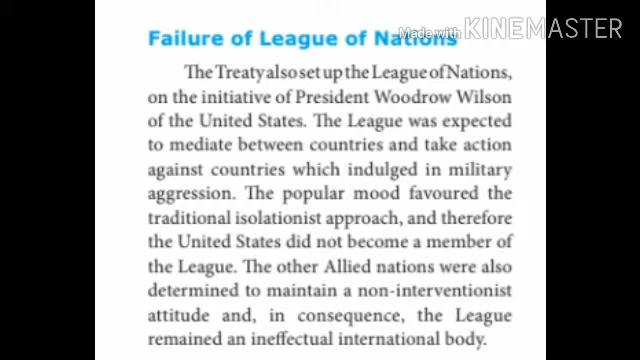 Made with KINEMASTER
Failure of League of Nations
The Treaty also set up the League of Nations,
on the initiative of President Woodrow Wilson
of the United States. The League was expected
to mediate between countries and take action
against countries which indulged in military
aggression. The popular mood favoured the
traditional isolationist approach, and therefore
the United States did not become a member of
the League. The other Allied nations were also
determined to maintain a non-interventionist
attitude and, in consequence, the League
remained an ineffectual international body.